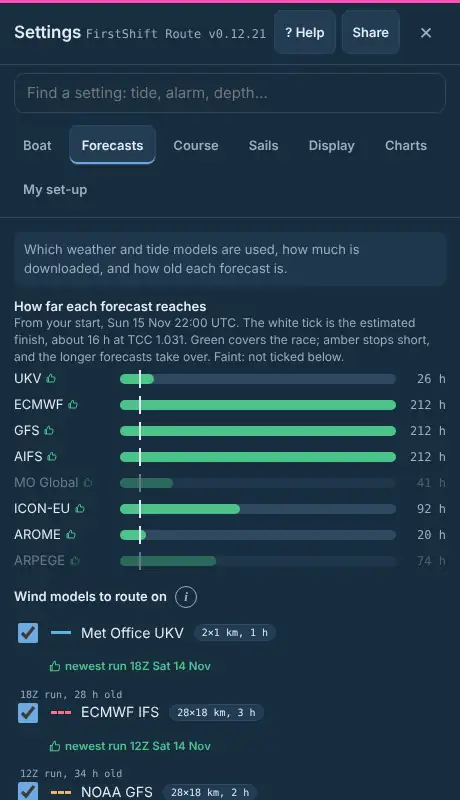 Settings FirstShift Route v0.12.21 ? Help Share ✕
Find a setting: tide, alarm, depth...
Boat Forecasts Course Sails Display Charts
My set-up
Which weather and tide models are used, how much is
downloaded, and how old each forecast is.
How far each forecast reaches
From your start, Sun 15 Nov 22:00 UTC. The white tick is the estimated
finish, about 16 h at TCC 1.031. Green covers the race; amber stops short,
and the longer forecasts take over. Faint: not ticked below.
UKV 26 h
ECMWF 212 h
GFS 212 h
AIFS 212 h
MO Global 41 h
ICON-EU 92 h
AROME 20 h
ARPEGE 74 h
Wind models to route on i
Met Office UKV 2×1 km, 1 h
newest run 18Z Sat 14 Nov
18Z run, 28 h old
ECMWF IFS 28×18 km, 3 h
newest run 12Z Sat 14 Nov
12Z run, 34 h old
NOAA GFS 28×18 km, 2 h